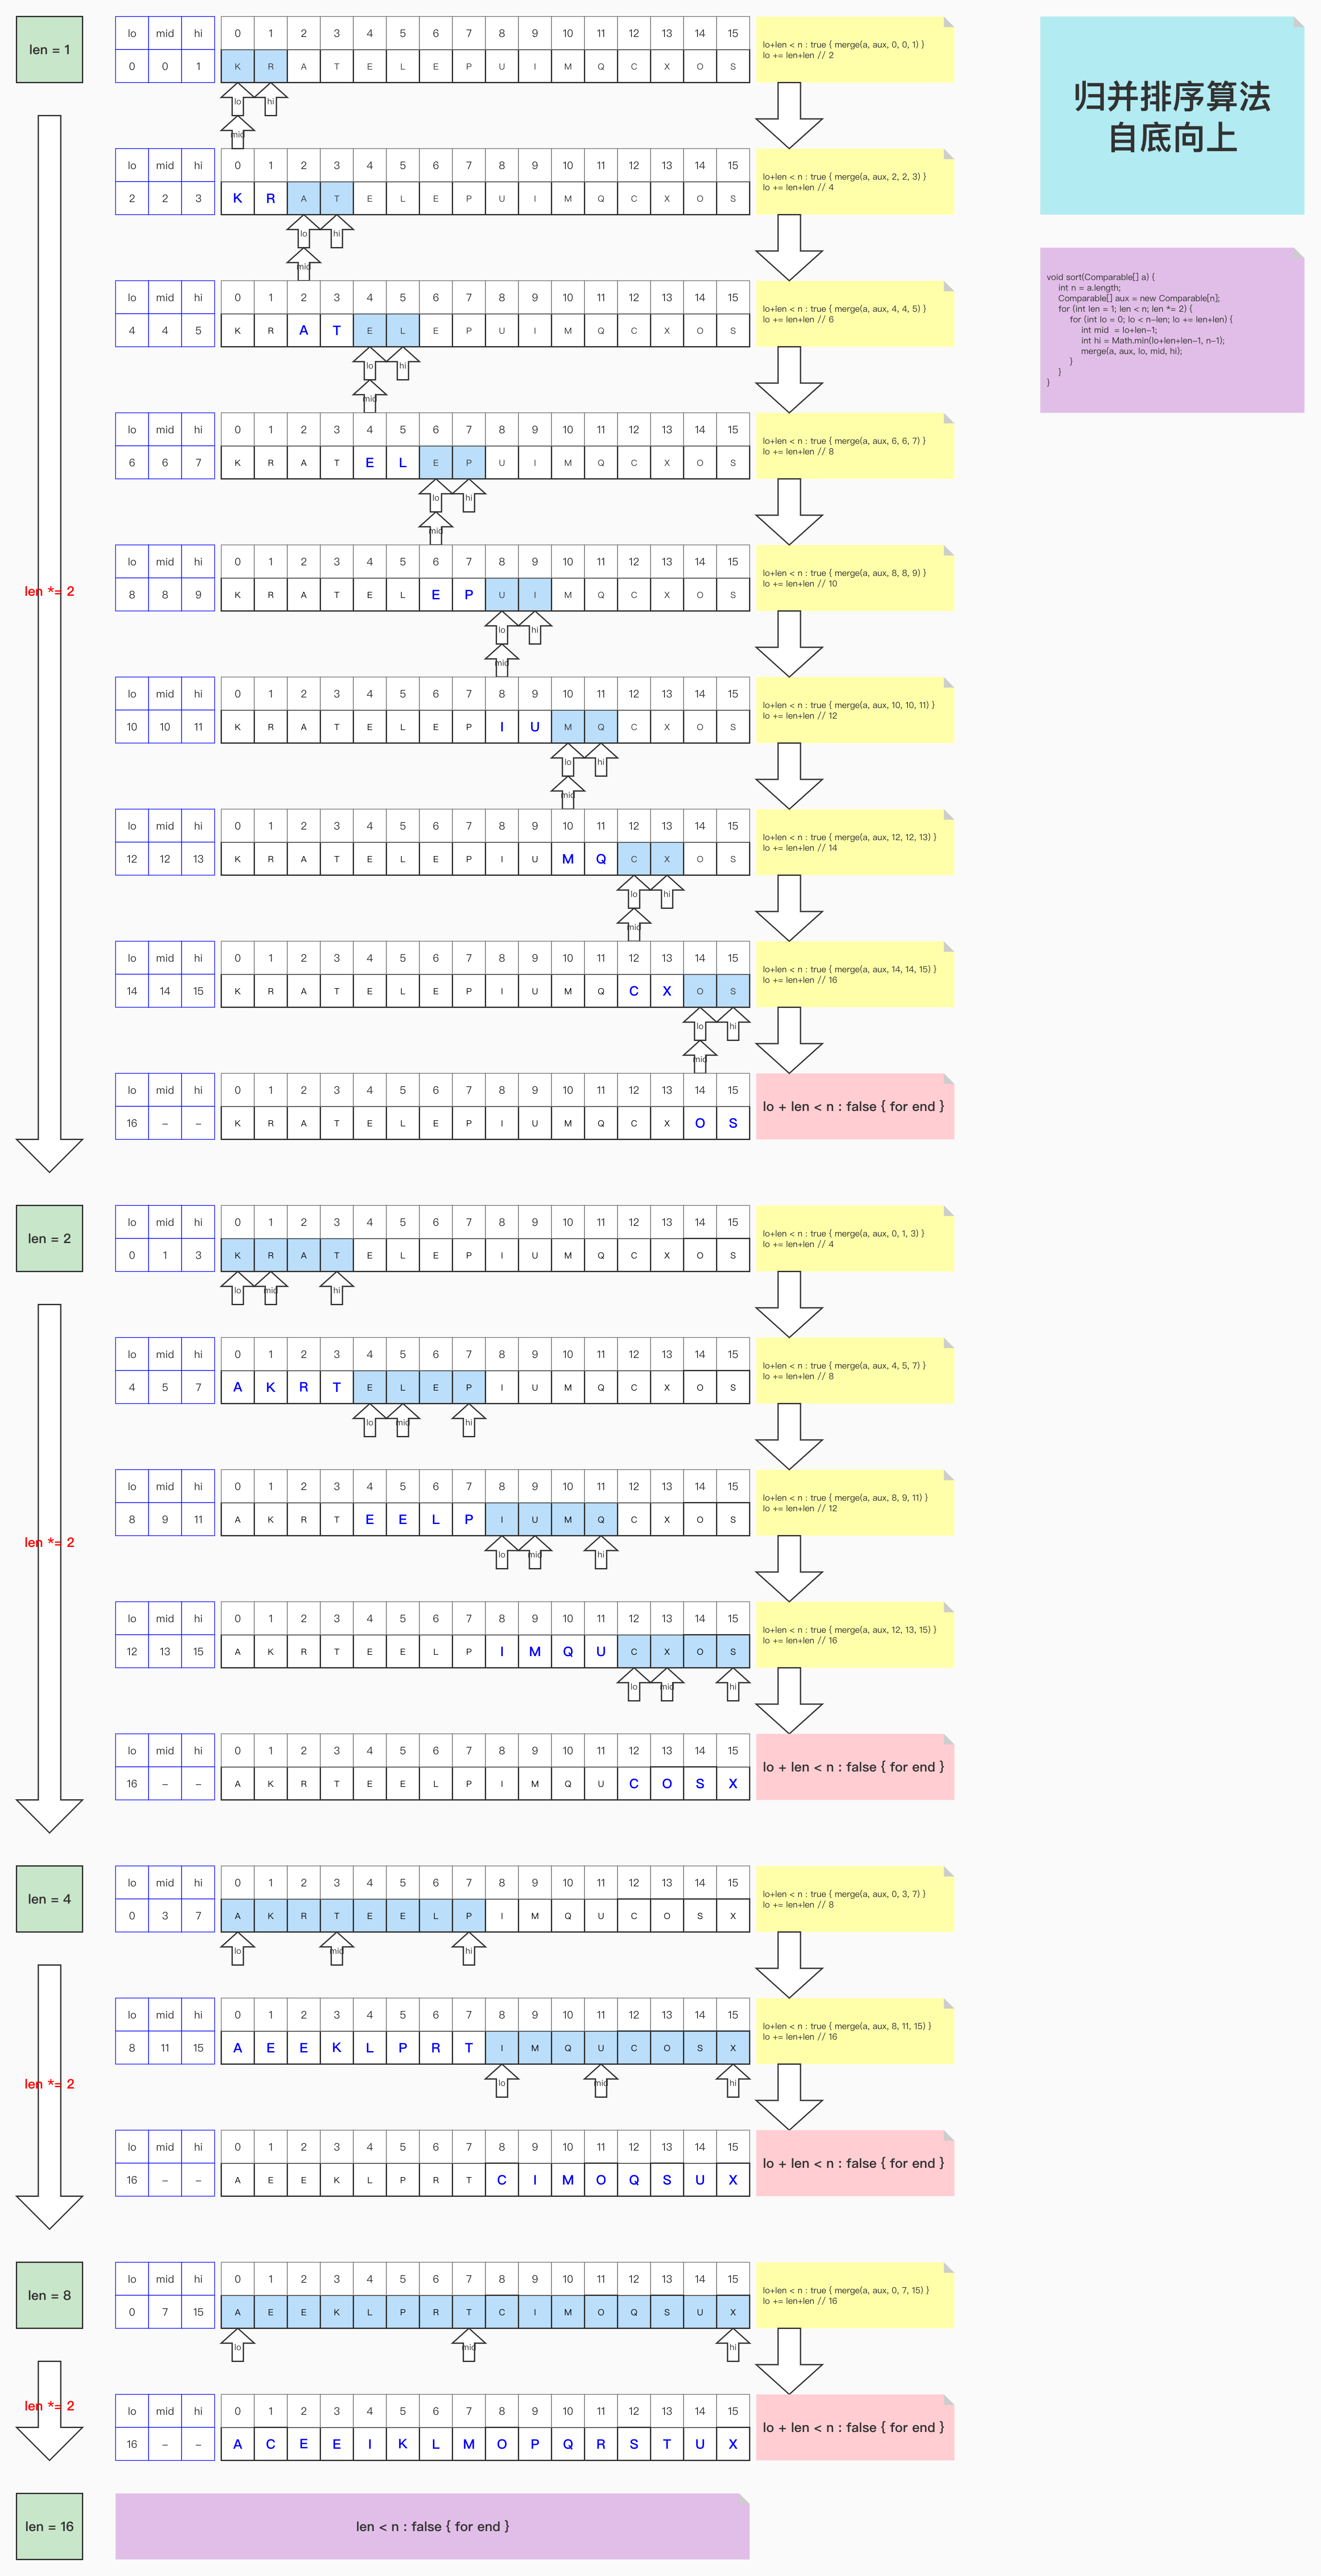 len = 1
lo mid hi 0 1 2 3 4 5 6 7 8 9 10 11 12 13 14 15
0 0 1 K R A T E L E P U I M Q C X O S
lo+len < n : true { merge(a, aux, 0, 0, 1) }
lo += len+len // 2
lo hi
mid
归并排序算法
自底向上
lo mid hi 0 1 2 3 4 5 6 7 8 9 10 11 12 13 14 15
2 2 3 K R A T E L E P U I M Q C X O S
lo+len < n : true { merge(a, aux, 2, 2, 3) }
lo += len+len // 4
lo hi
mid
void sort(Comparable[] a) {
int n = a.length;
Comparable[] aux = new Comparable[n];
for (int len = 1; len < n; len *= 2) {
for (int lo = 0; lo < n–len; lo += len+len) {
int mid  = lo+len–1;
int hi = Math.min(lo+len+len–1, n–1);
merge(a, aux, lo, mid, hi);
}
}
}
lo mid hi 0 1 2 3 4 5 6 7 8 9 10 11 12 13 14 15
4 4 5 K R A T E L E P U I M Q C X O S
lo+len < n : true { merge(a, aux, 4, 4, 5) }
lo += len+len // 6
lo hi
mid
lo mid hi 0 1 2 3 4 5 6 7 8 9 10 11 12 13 14 15
6 6 7 K R A T E L E P U I M Q C X O S
lo+len < n : true { merge(a, aux, 6, 6, 7) }
lo += len+len // 8
lo hi
mid
len *= 2
lo mid hi 0 1 2 3 4 5 6 7 8 9 10 11 12 13 14 15
8 8 9 K R A T E L E P U I M Q C X O S
lo+len < n : true { merge(a, aux, 8, 8, 9) }
lo += len+len // 10
lo hi
mid
lo mid hi 0 1 2 3 4 5 6 7 8 9 10 11 12 13 14 15
10 10 11 K R A T E L E P I U M Q C X O S
lo+len < n : true { merge(a, aux, 10, 10, 11) }
lo += len+len // 12
lo hi
mid
lo mid hi 0 1 2 3 4 5 6 7 8 9 10 11 12 13 14 15
12 12 13 K R A T E L E P I U M Q C X O S
lo+len < n : true { merge(a, aux, 12, 12, 13) }
lo += len+len // 14
lo hi
mid
lo mid hi 0 1 2 3 4 5 6 7 8 9 10 11 12 13 14 15
14 14 15 K R A T E L E P I U M Q C X O S
lo+len < n : true { merge(a, aux, 14, 14, 15) }
lo += len+len // 16
lo hi
mid
lo mid hi 0 1 2 3 4 5 6 7 8 9 10 11 12 13 14 15
16 – – K R A T E L E P I U M Q C X O S
lo + len < n : false { for end }
len = 2
lo mid hi 0 1 2 3 4 5 6 7 8 9 10 11 12 13 14 15
0 1 3 K R A T E L E P I U M Q C X O S
lo+len < n : true { merge(a, aux, 0, 1, 3) }
lo += len+len // 4
lo mid hi
lo mid hi 0 1 2 3 4 5 6 7 8 9 10 11 12 13 14 15
4 5 7 A K R T E L E P I U M Q C X O S
lo+len < n : true { merge(a, aux, 4, 5, 7) }
lo += len+len // 8
lo mid hi
len *= 2
lo mid hi 0 1 2 3 4 5 6 7 8 9 10 11 12 13 14 15
8 9 11 A K R T E E L P I U M Q C X O S
lo+len < n : true { merge(a, aux, 8, 9, 11) }
lo += len+len // 12
lo mid hi
lo mid hi 0 1 2 3 4 5 6 7 8 9 10 11 12 13 14 15
12 13 15 A K R T E E L P I M Q U C X O S
lo+len < n : true { merge(a, aux, 12, 13, 15) }
lo += len+len // 16
lo mid hi
lo mid hi 0 1 2 3 4 5 6 7 8 9 10 11 12 13 14 15
16 – – A K R T E E L P I M Q U C O S X
lo + len < n : false { for end }
len = 4
lo mid hi 0 1 2 3 4 5 6 7 8 9 10 11 12 13 14 15
0 3 7 A K R T E E L P I M Q U C O S X
lo+len < n : true { merge(a, aux, 0, 3, 7) }
lo += len+len // 8
lo mid hi
len *= 2
lo mid hi 0 1 2 3 4 5 6 7 8 9 10 11 12 13 14 15
8 11 15 A E E K L P R T I M Q U C O S X
lo+len < n : true { merge(a, aux, 8, 11, 15) }
lo += len+len // 16
lo mid hi
lo mid hi 0 1 2 3 4 5 6 7 8 9 10 11 12 13 14 15
16 – – A E E K L P R T C I M O Q S U X
lo + len < n : false { for end }
len = 8
lo mid hi 0 1 2 3 4 5 6 7 8 9 10 11 12 13 14 15
0 7 15 A E E K L P R T C I M O Q S U X
lo+len < n : true { merge(a, aux, 0, 7, 15) }
lo += len+len // 16
lo mid hi
len *= 2
lo mid hi 0 1 2 3 4 5 6 7 8 9 10 11 12 13 14 15
16 – – A C E E I K L M O P Q R S T U X
lo + len < n : false { for end }
len = 16
len < n : false { for end }